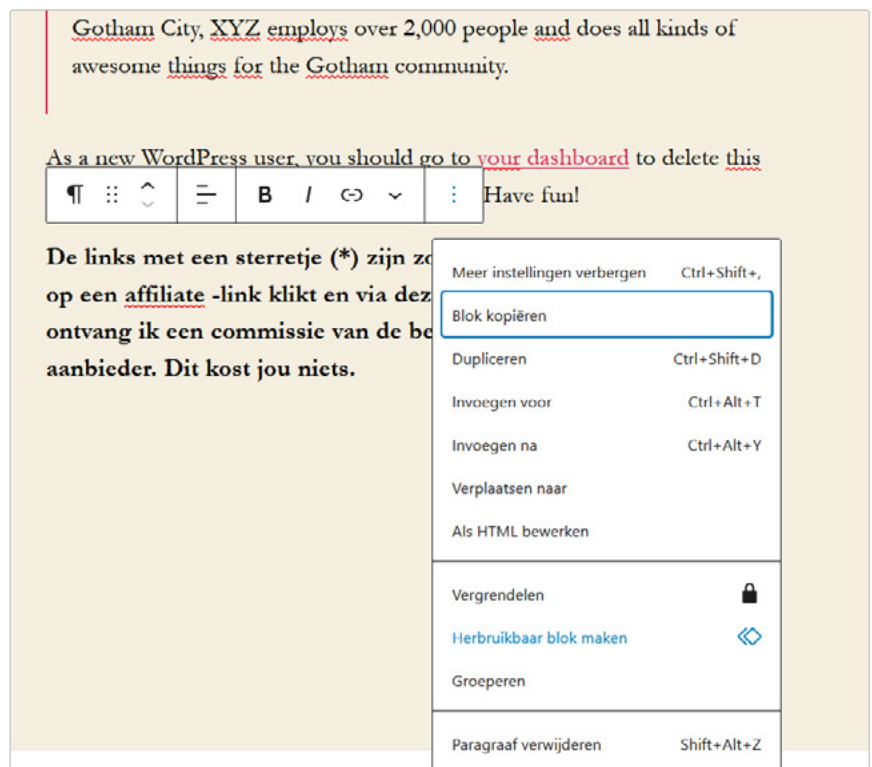 Gotham City, XYZ employs over 2,000 people and does all kinds of
awesome things for the Gotham community.
As a new WordPress user, you should go to your dashboard to delete this
B I
Have fun!
De links met een sterretje (*) zijn
op een affiliate -link klikt en via
ontvang ik een commissie van de
aanbieder. Dit kost jou niets.
Meer instellingen verbergen Ctrl+Shift+,
Blok kopiëren
Dupliceren Ctrl+Shift+D
Invoegen voor Ctrl+Alt+T
Invoegen na Ctrl+Alt+Y
Verplaatsen naar
Als HTML bewerken
Vergrendelen
Herbruikbaar blok maken
Groeperen
Paragraaf verwijderen Shift+Alt+Z